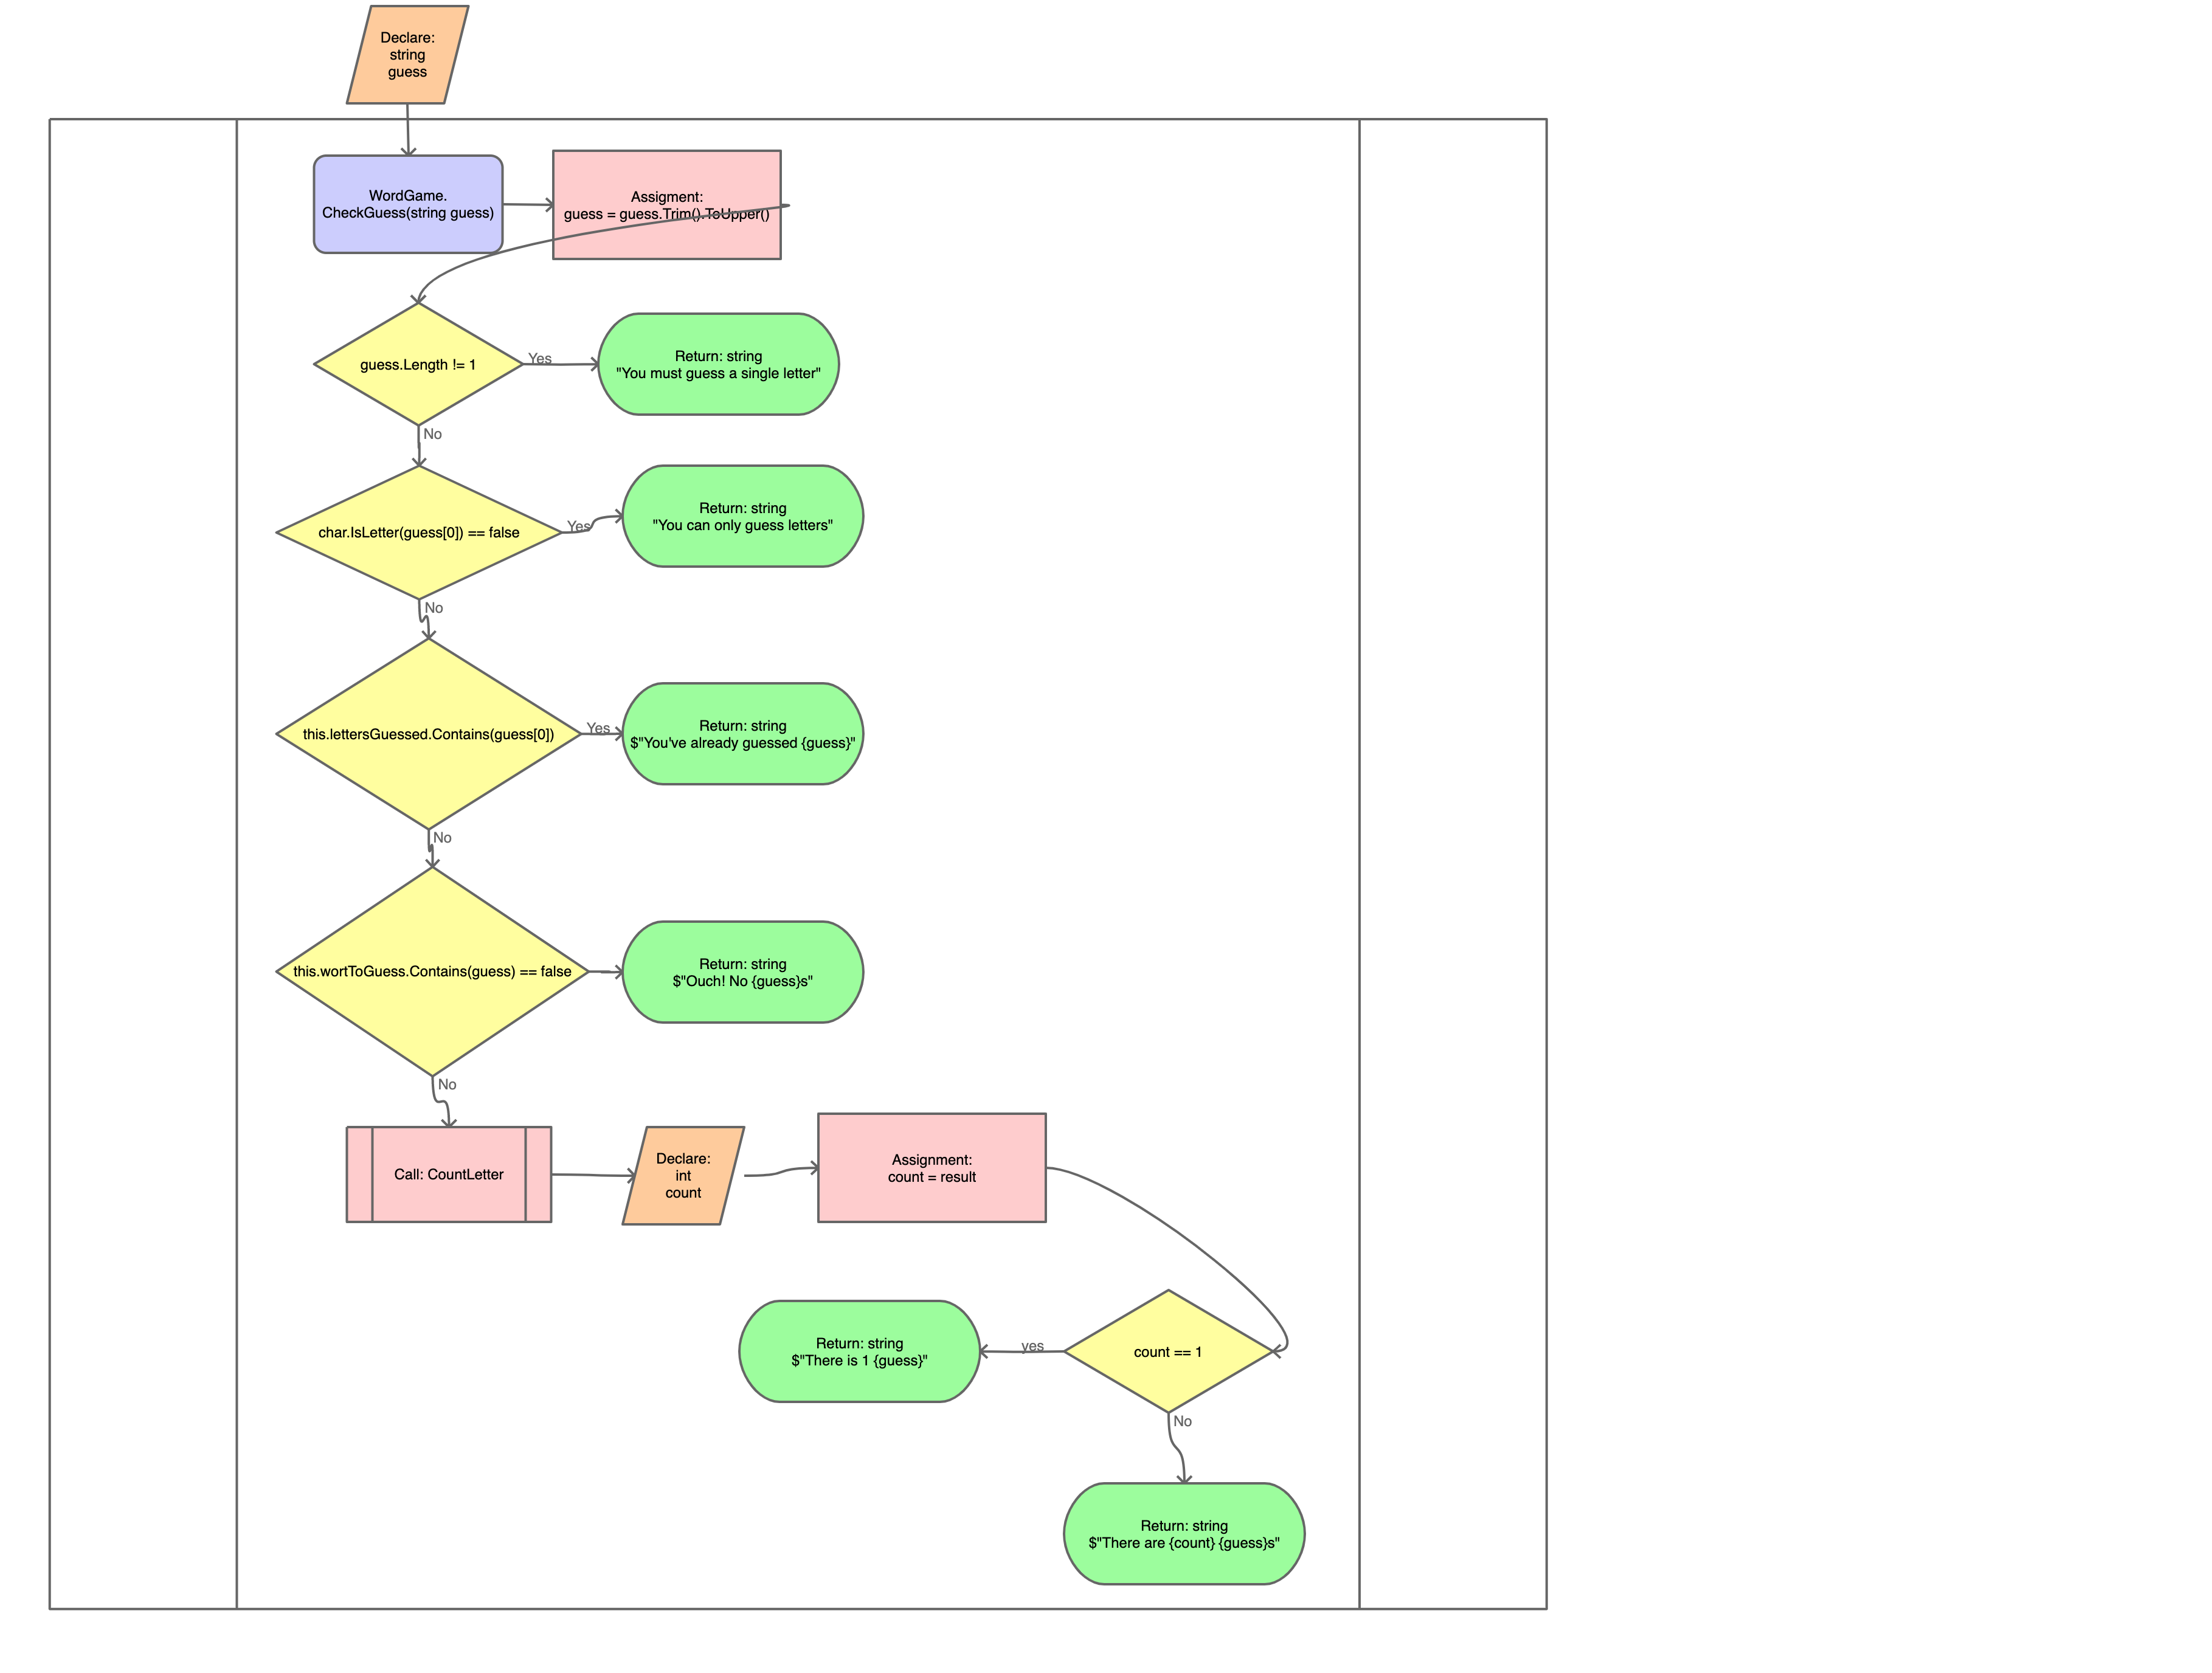 Declare:
string
guess
WordGame.
CheckGuess(string guess)
Assigment:
guess = guess.Trim().ToUpper()
guess.Length != 1
Yes
Return: string
"You must guess a single letter"
No
char.IsLetter(guess[0]) == false
Yes
Return: string
"You can only guess letters"
No
this.lettersGuessed.Contains(guess[0])
Yes
Return: string
$"You've already guessed {guess}"
No
this.wortToGuess.Contains(guess) == false
Return: string
$"Ouch! No {guess}s"
No
Call: CountLetter
Declare:
int
count
Assignment:
count = result
count == 1
yes
Return: string
$"There is 1 {guess}"
No
Return: string
$"There are {count} {guess}s"